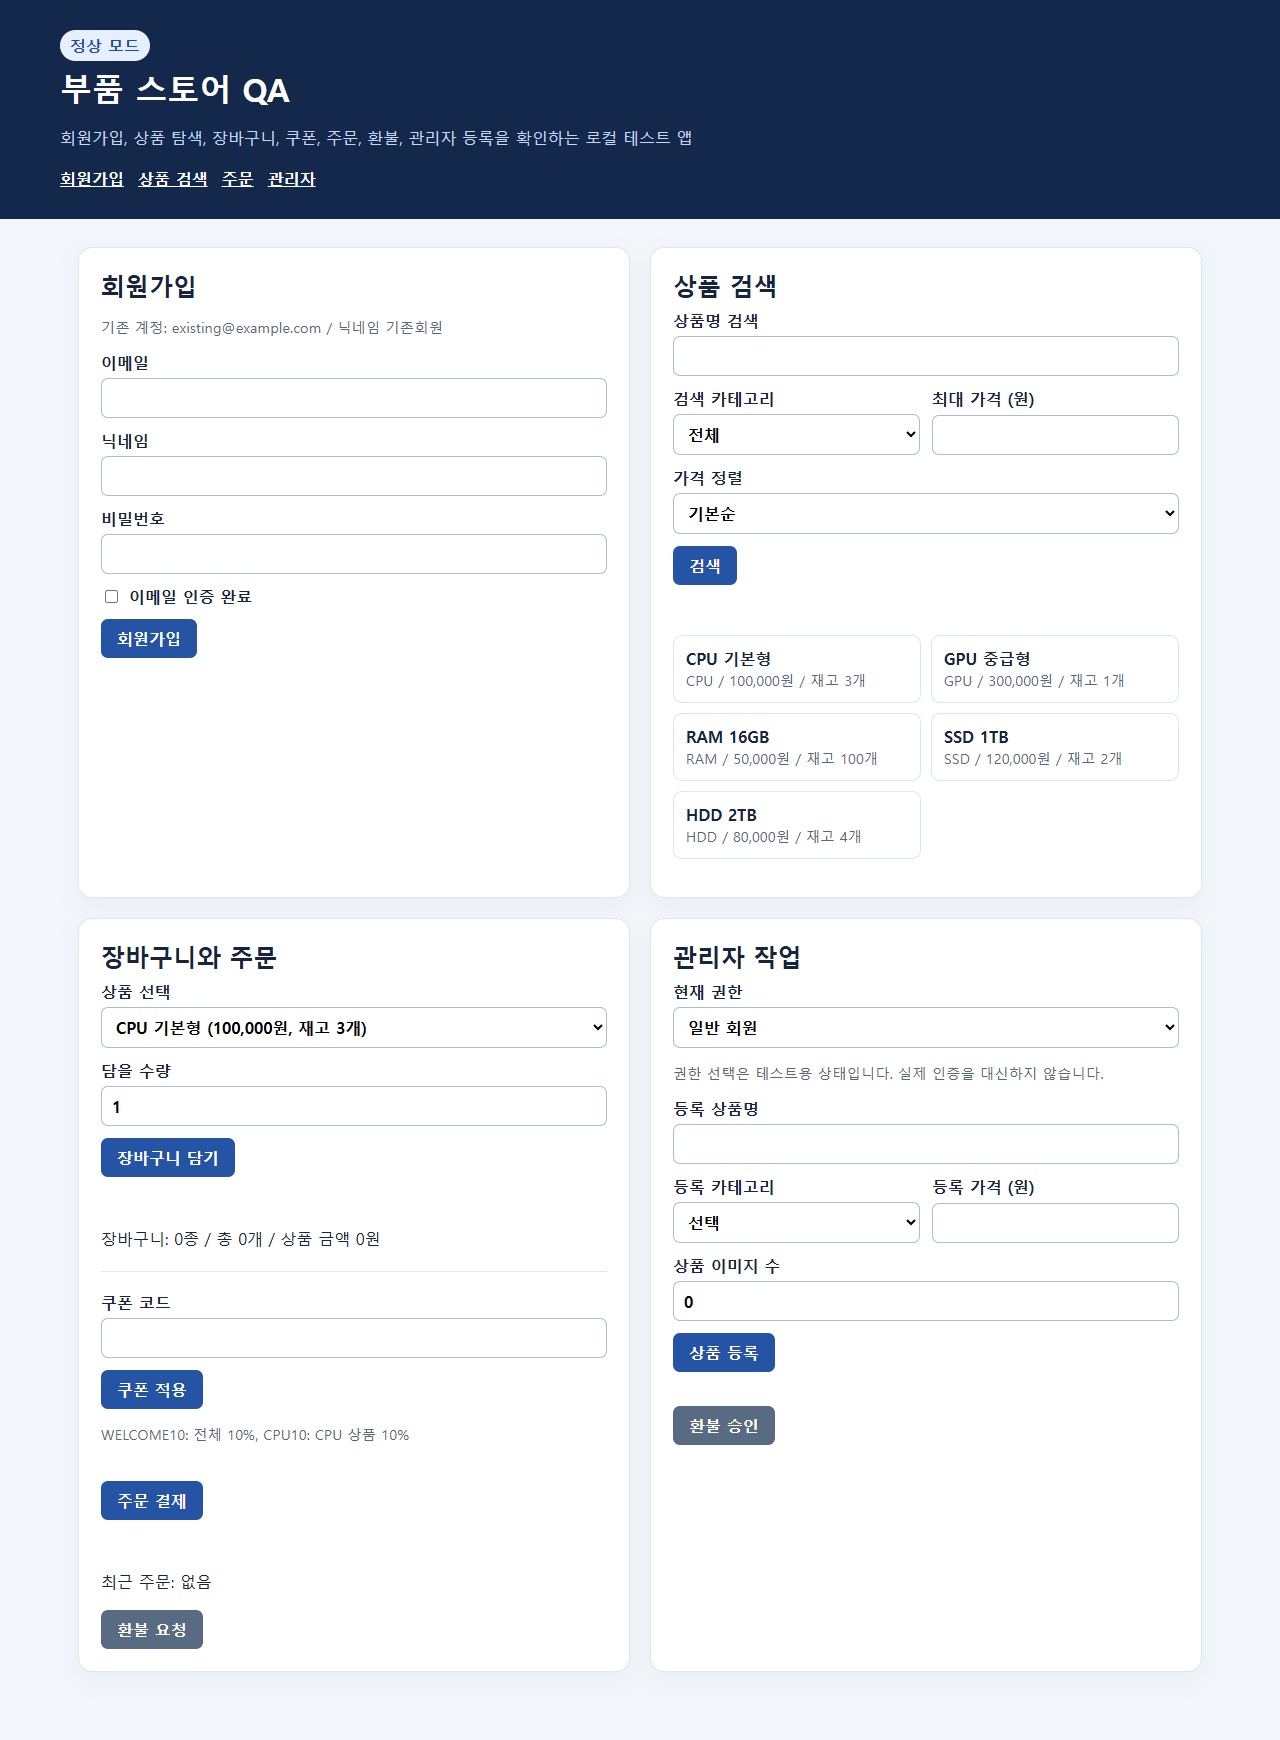 정상 모드
부품 스토어 QA
회원가입, 상품 탐색, 장바구니, 쿠폰, 주문, 환불, 관리자 등록을 확인하는 로컬 테스트 앱
회원가입 상품 검색 주문 관리자
회원가입
기존 계정: existing@example.com / 닉네임 기존회원
이메일
닉네임
비밀번호
이메일 인증 완료
회원가입
상품 검색
상품명 검색
검색 카테고리 최대 가격 (원)
전체
가격 정렬
기본순
검색
CPU 기본형
CPU / 100,000원 / 재고 3개
GPU 중급형
GPU / 300,000원 / 재고 1개
RAM 16GB
RAM / 50,000원 / 재고 100개
SSD 1TB
SSD / 120,000원 / 재고 2개
HDD 2TB
HDD / 80,000원 / 재고 4개
장바구니와 주문
상품 선택
CPU 기본형 (100,000원, 재고 3개)
담을 수량
1
장바구니 담기
장바구니: 0종 / 총 0개 / 상품 금액 0원
쿠폰 코드
쿠폰 적용
WELCOME10: 전체 10%, CPU10: CPU 상품 10%
주문 결제
최근 주문: 없음
환불 요청
관리자 작업
현재 권한
일반 회원
권한 선택은 테스트용 상태입니다. 실제 인증을 대신하지 않습니다.
등록 상품명
등록 카테고리 등록 가격 (원)
선택
상품 이미지 수
0
상품 등록
환불 승인